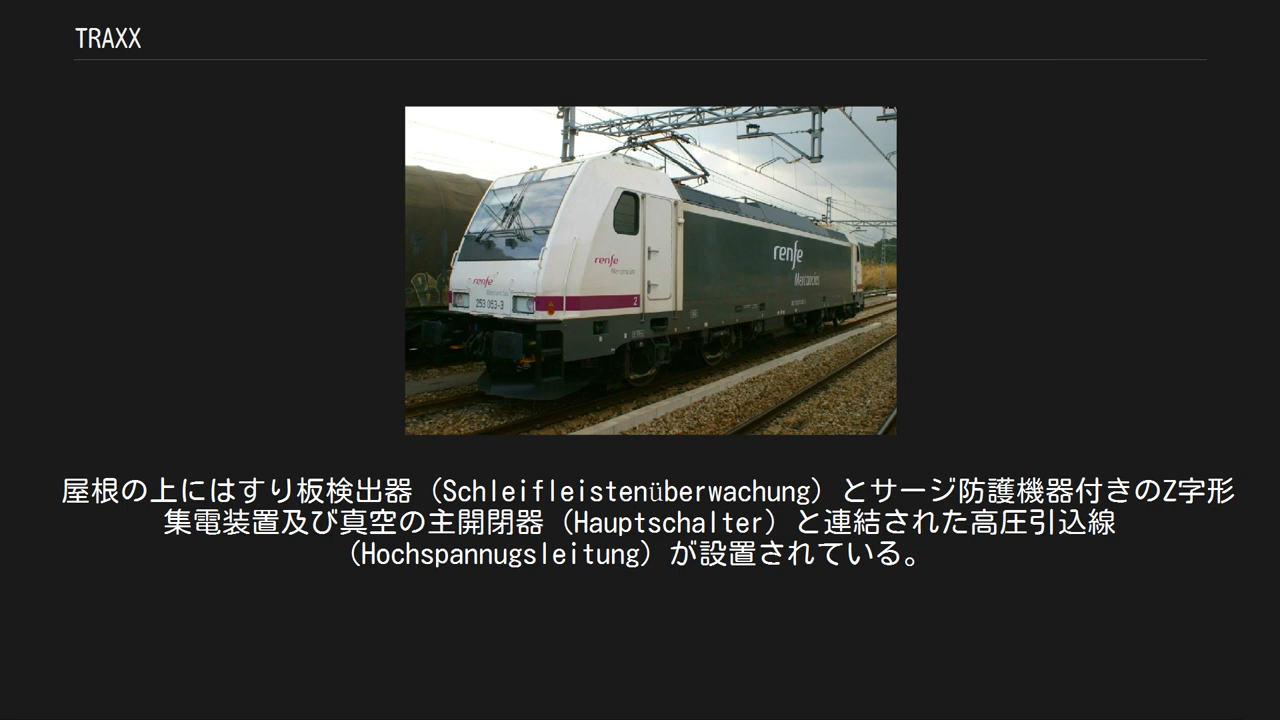 TRAXX
renfe
Mercancías
renfe
renfe
253 053-3
2
屋根の上にはすり板検出器（Schleifleistenüberwachung）とサージ防護機器付きのZ字形
集電装置及び真空の主開閉器（Hauptschalter）と連結された高圧引込線
（Hochspannugsleitung）が設置されている。